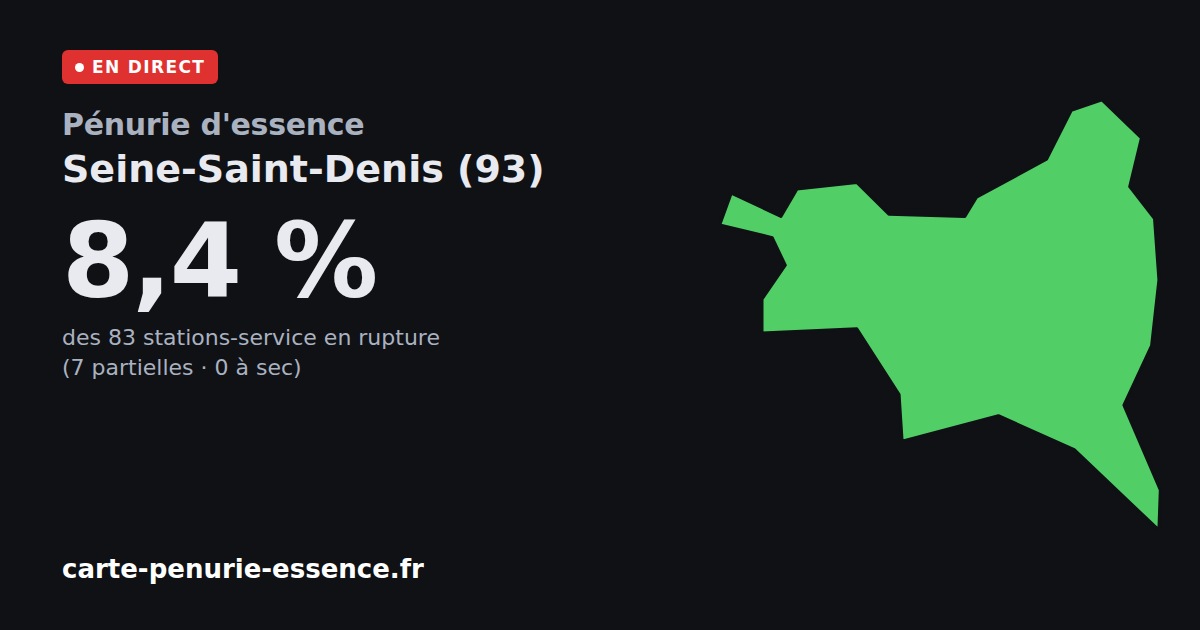 EN DIRECT
Pénurie d'essence
Seine-Saint-Denis (93)
8,4 %
des 83 stations-service en rupture
(7 partielles · 0 à sec)
carte-penurie-essence.fr